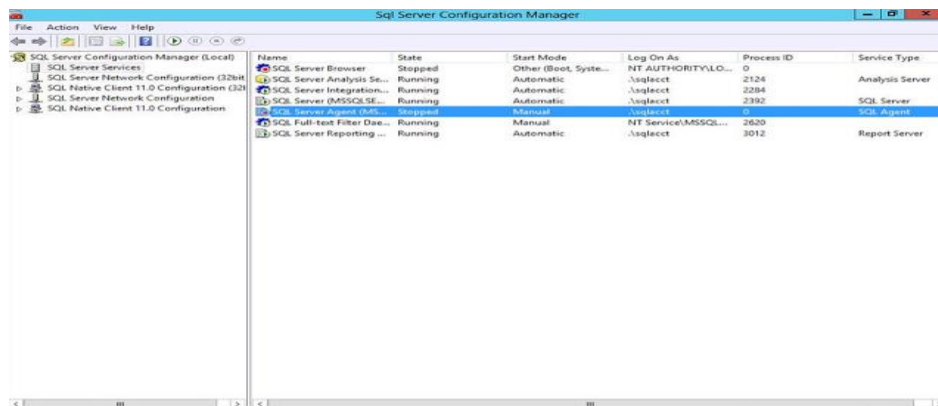 Sql Server Configuration Manager
File Action View Help
SQL Server Configuration Manager (Local)
SQL Server Services
SQL Server Network Configuration (32bit
SQL Native Client 11.0 Configuration (32
SQL Server Network Configuration
SQL Native Client 11.0 Configuration
Name State Start Mode Log On As Process ID Service Type
SQL Server Browser Stopped Other (Boot, Syste... NT AUTHORITY\LO... 0
SQL Server Analysis Se... Running Automatic .\sqlacct 2124 Analysis Server
SQL Server Integration... Running Automatic .\sqlacct 2284
SQL Server (MSSQLSE... Running Automatic .\sqlacct 2392 SQL Server
SQL Server Agent (MS... Stopped Manual .\sqlacct 0 SQL Agent
SQL Full-text Filter Dae... Running Manual NT Service\MSSQL... 2620
SQL Server Reporting ... Running Automatic .\sqlacct 3012 Report Server